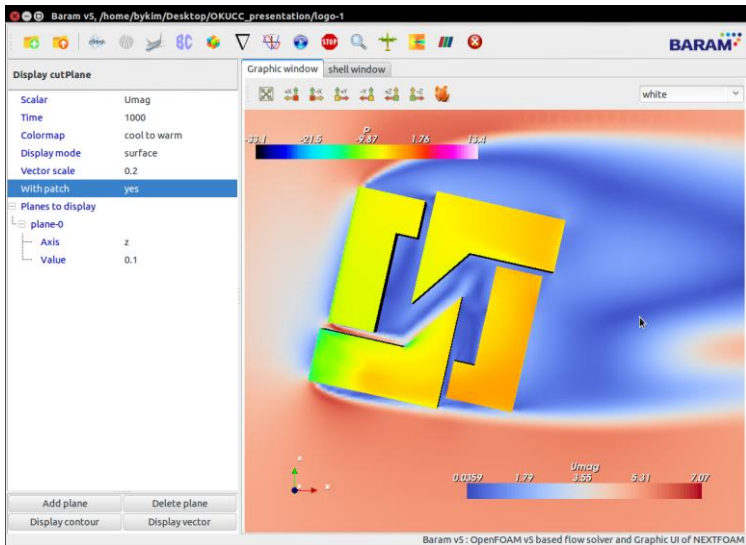 Baram v5, /home/bykim/Desktop/OKUCC_presentation/logo-1
BC
STOP
BARAM
Display cutPlane
Graphic window
shell window
Scalar Umag
Time 1000
Colormap cool to warm
Display mode surface
Vector scale 0.2
With patch yes
Planes to display
plane-0
Axis z
Value 0.1
white
P
-33.1 -21.5 -9.87 1.76 13.4
Umag
0.0359 1.79 3.55 5.31 7.07
Add plane Delete plane
Display contour Display vector
Baram v5 : OpenFOAM v5 based flow solver and Graphic UI of NEXTFOAM